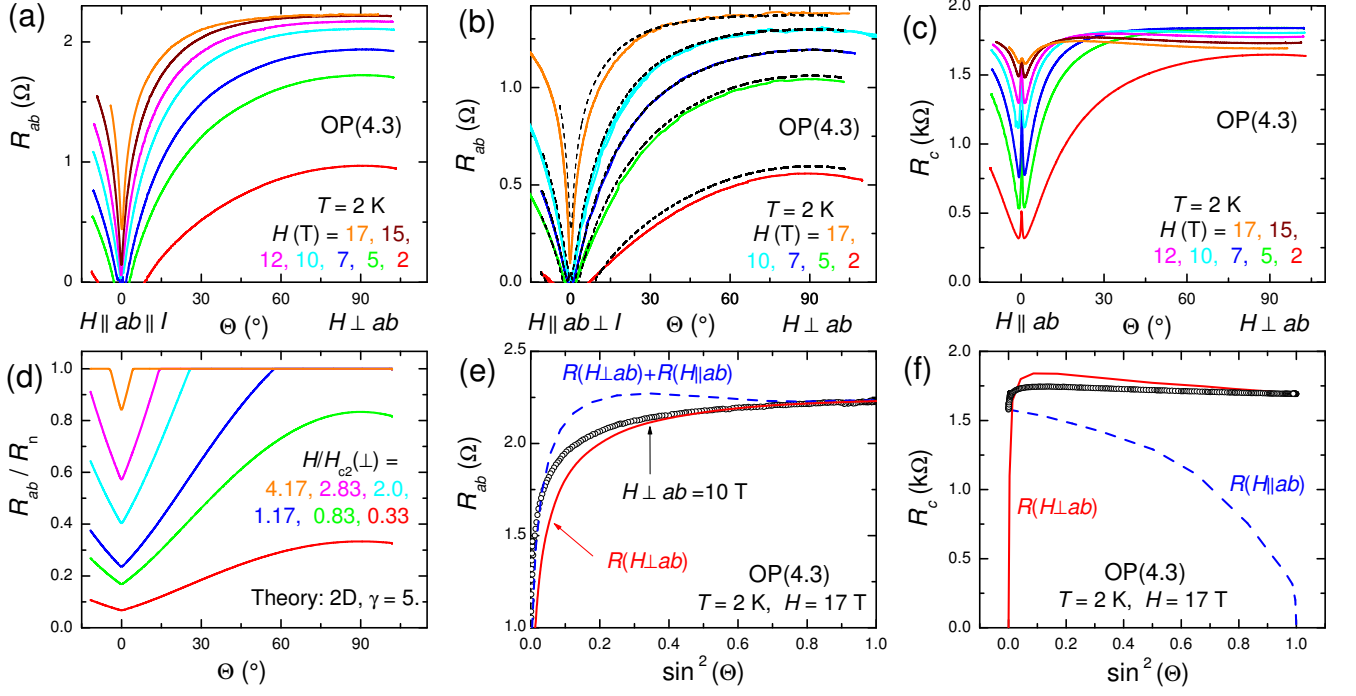 (a)
R_ab (Ω)
2
1
0
OP(4.3)
T = 2 K
H (T) = 17, 15,
12, 10, 7, 5, 2
0 30 60 90
H ∥ ab ∥ I Θ (°) H ⊥ ab
(b)
R_ab (Ω)
1.0
0.5
0.0
OP(4.3)
T = 2 K
H (T) = 17,
10, 7, 5, 2
0 30 60 90
H ∥ ab ⊥ I Θ (°) H ⊥ ab
(c)
R_c (kΩ)
2.0
1.5
1.0
0.5
0.0
OP(4.3)
T = 2 K
H (T) = 17, 15,
12, 10, 7, 5, 2
0 30 60 90
H ∥ ab Θ (°) H ⊥ ab
(d)
R_ab / R_n
1.0
0.8
0.6
0.4
0.2
0.0
H/H_c2(⊥) =
4.17, 2.83, 2.0,
1.17, 0.83, 0.33
Theory: 2D, γ = 5.
0 30 60 90
Θ (°)
(e)
R_ab (Ω)
2.5
2.0
1.5
1.0
R(H⊥ab)+R(H∥ab)
H ⊥ ab = 10 T
R(H⊥ab)
OP(4.3)
T = 2 K, H = 17 T
0.0 0.2 0.4 0.6 0.8 1.0
sin² (Θ)
(f)
R_c (kΩ)
2.0
1.5
1.0
0.5
0.0
R(H⊥ab)
R(H∥ab)
OP(4.3)
T = 2 K, H = 17 T
0.0 0.2 0.4 0.6 0.8 1.0
sin² (Θ)